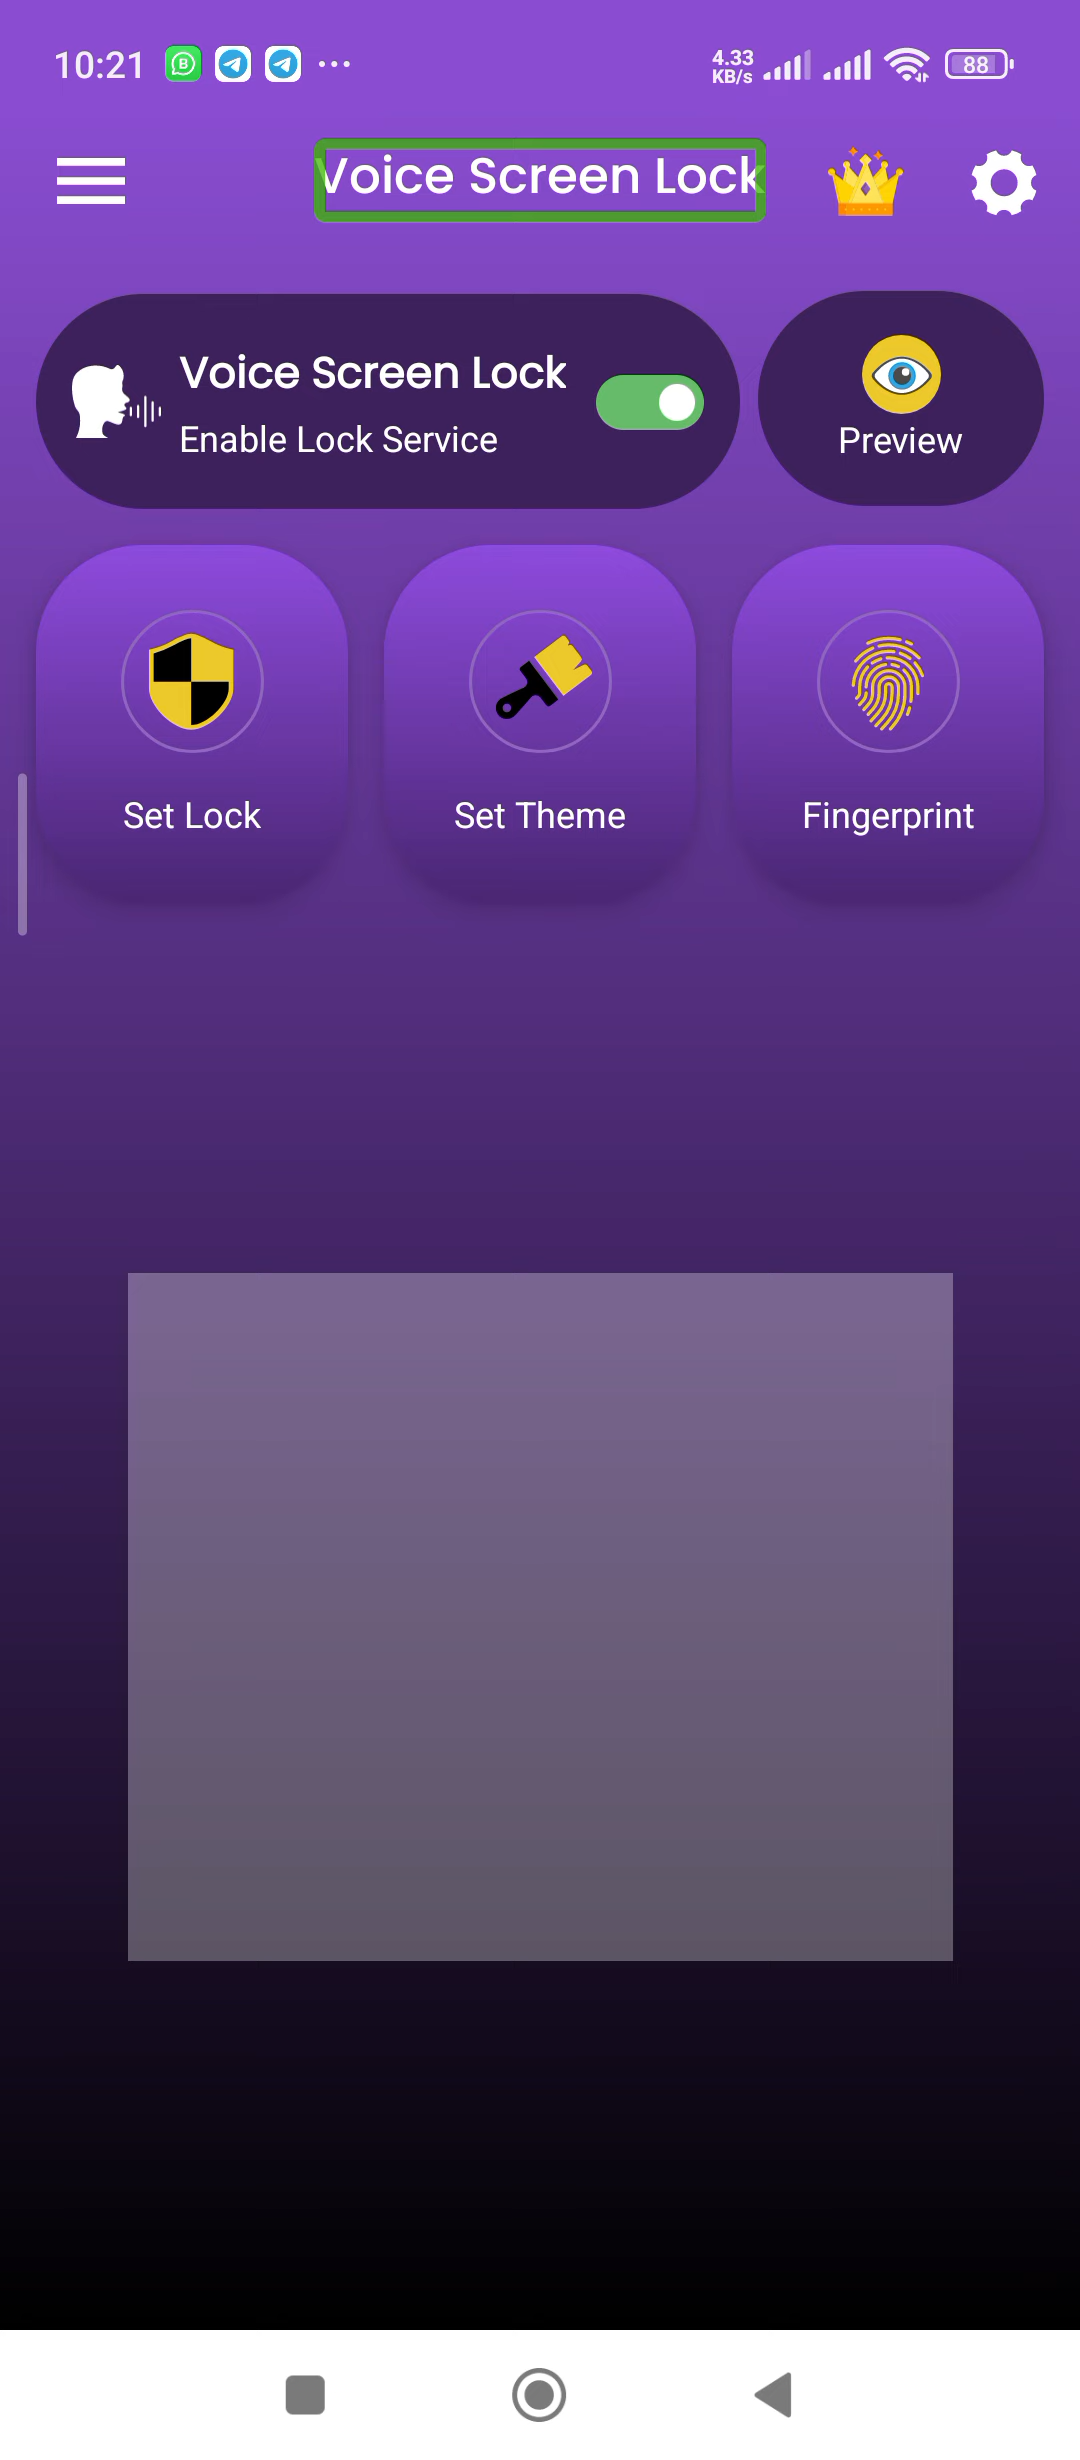 10:21
4.33
KB/s
88
Voice Screen Lock
Voice Screen Lock
Enable Lock Service
Preview
Set Lock
Set Theme
Fingerprint